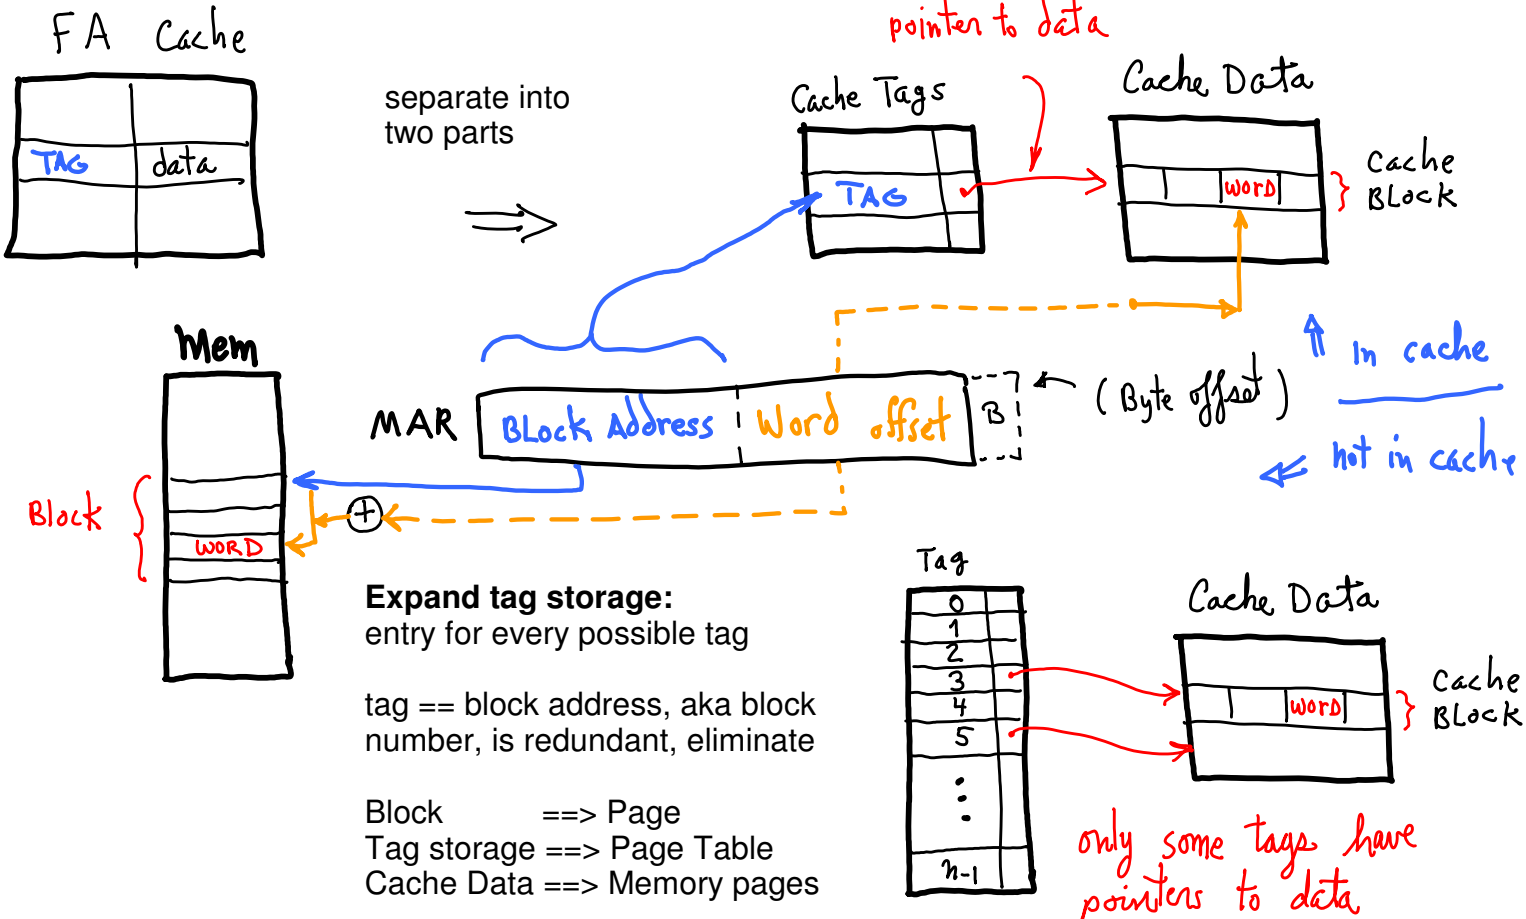 FA Cache
TAG data
separate into
two parts
pointer to data
Cache Tags
TAG
Cache Data
WORD
Cache
BLock
Mem
MAR
BLock Address Word offset B
(Byte offset)
in cache
not in cache
Block
WORD
+
Expand tag storage:
entry for every possible tag
tag == block address, aka block
number, is redundant, eliminate
Block ==> Page
Tag storage ==> Page Table
Cache Data ==> Memory pages
Tag
0
1
2
3
4
5
n-1
Cache Data
WORD
Cache
BLock
only some tags have
pointers to data